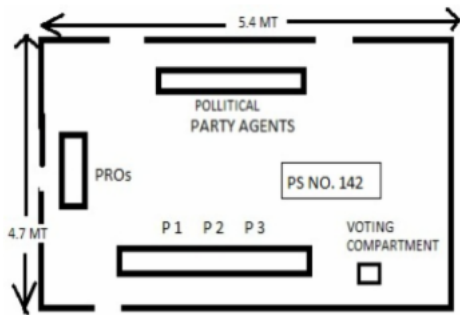 5.4 MT
POLLITICAL
PARTY AGENTS
PROs
PS NO. 142
P 1 P 2 P 3
VOTING
COMPARTMENT
4.7 MT